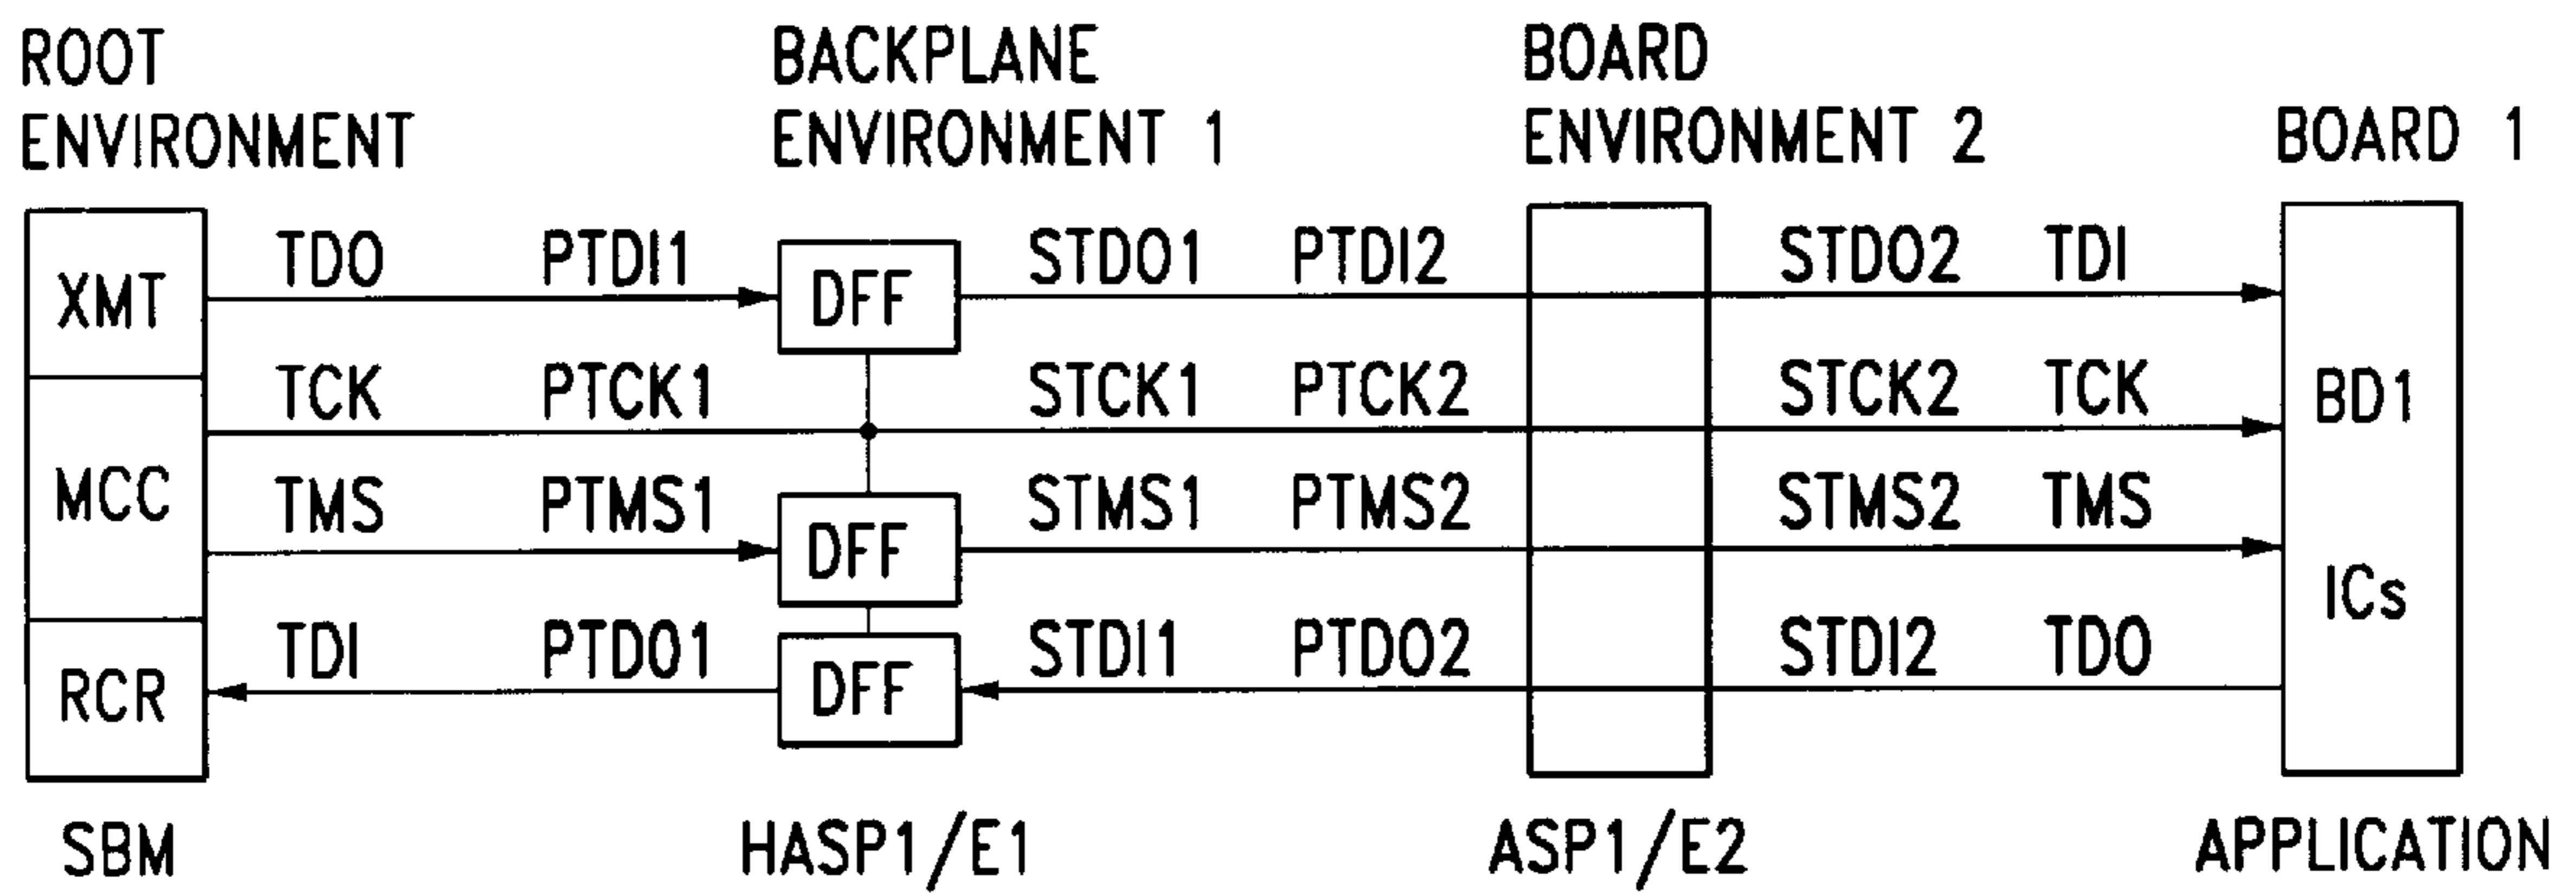 ROOT
ENVIRONMENT
BACKPLANE
ENVIRONMENT 1
BOARD
ENVIRONMENT 2
BOARD 1
XMT
TDO PTDI1
DFF
STDO1 PTDI2
STDO2 TDI
TCK PTCK1
STCK1 PTCK2
STCK2 TCK
BD1
MCC
TMS PTMS1
DFF
STMS1 PTMS2
STMS2 TMS
ICs
RCR
TDI PTDO1
DFF
STDI1 PTDO2
STDI2 TDO
SBM
HASP1/E1
ASP1/E2
APPLICATION